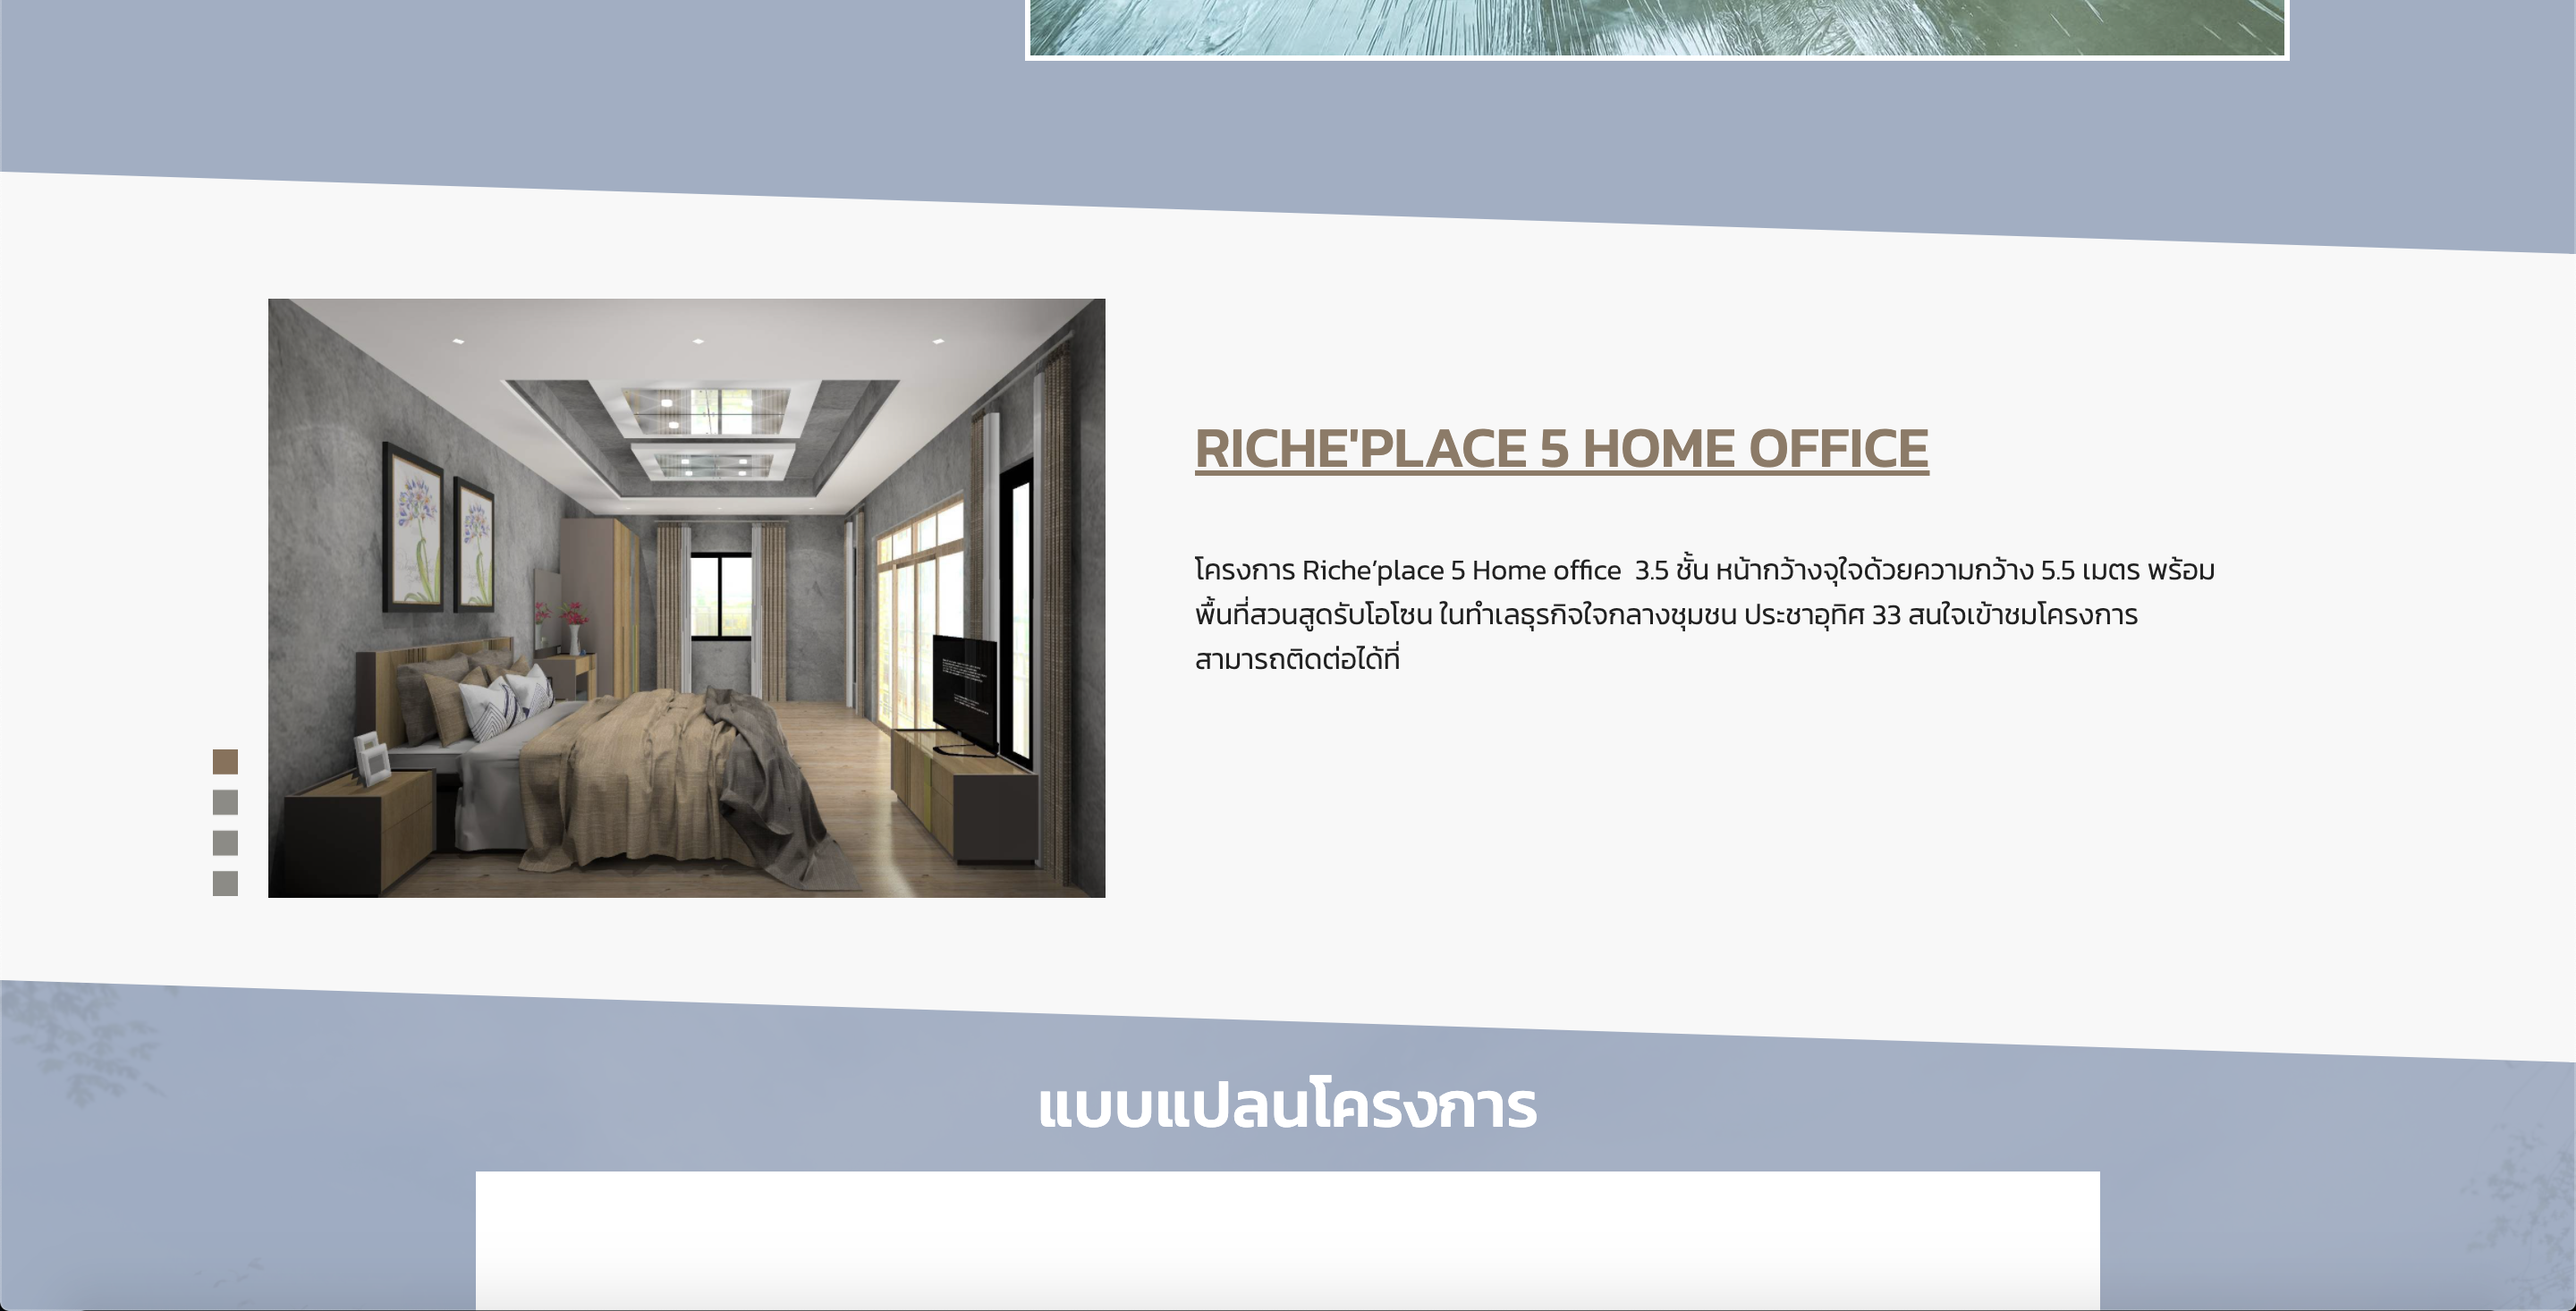 RICHE'PLACE 5 HOME OFFICE
โครงการ Riche’place 5 Home office  3.5 ชั้น หน้ากว้างจุใจด้วยความกว้าง 5.5 เมตร พร้อม
พื้นที่สวนสูดรับโอโซน ในทำเลธุรกิจใจกลางชุมชน ประชาอุทิศ 33 สนใจเข้าชมโครงการ
สามารถติดต่อได้ที่
แบบแปลนโครงการ